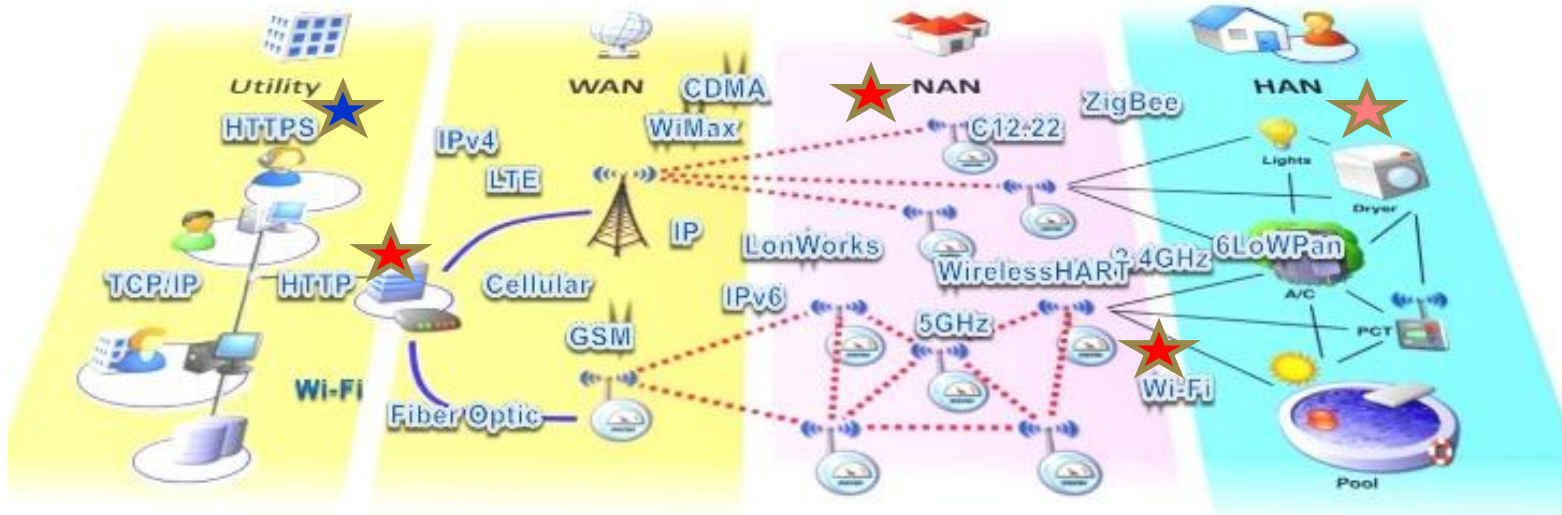 Utility
WAN
NAN
HAN
CDMA
ZigBee
HTTPS
WiMax
C12.22
IPv4
Lights
LTE
Dryer
IP
LonWorks
6LoWPan
2.4GHz
WirelessHART
TCP/IP
HTTP
Cellular
IPv6
A/C
5GHz
PCT
GSM
Wi-Fi
Wi-Fi
Fiber Optic
Pool